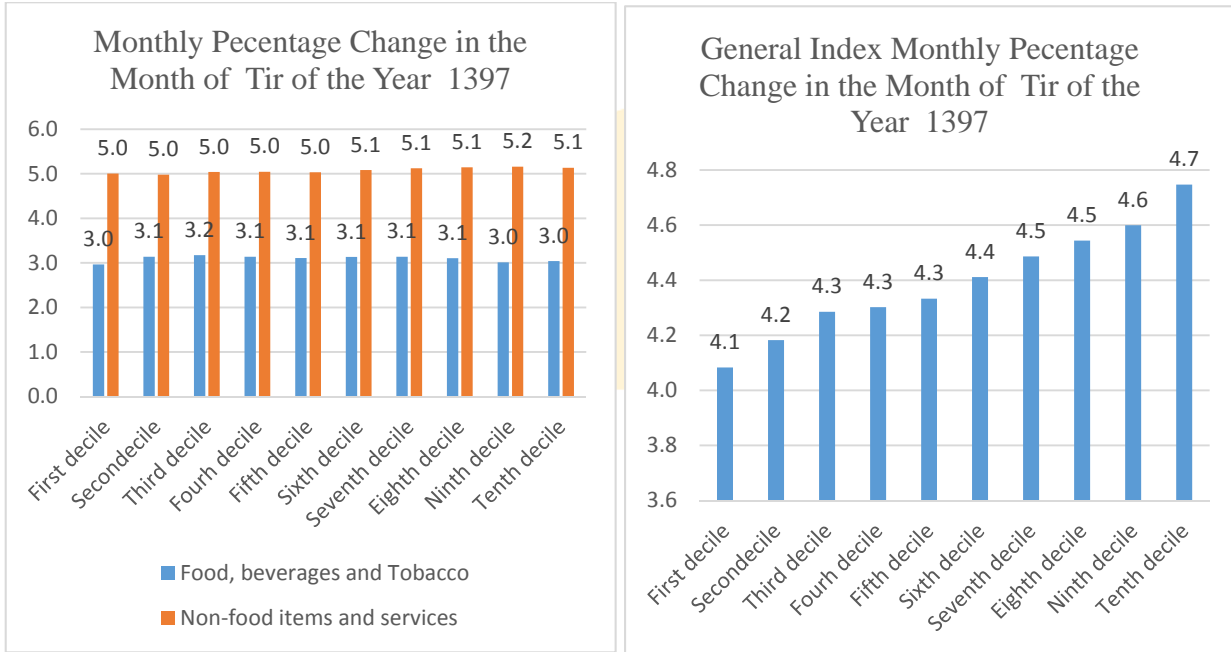 Monthly Pecentage Change in the
Month of Tir of the Year 1397
6.0
5.0
4.0
3.0
2.0
1.0
0.0
5.0 5.0 5.0 5.0 5.0 5.1 5.1 5.1 5.2 5.1
3.0 3.1 3.2 3.1 3.1 3.1 3.1 3.1 3.0 3.0
First decile
Secondecile
Third decile
Fourh decile
Fifth decile
Sixth decile
Seventh decile
Eighth decile
Ninth decile
Tenth decile
Food, beverages and Tobacco
Non-food items and services
General Index Monthly Pecentage
Change in the Month of Tir of the
Year 1397
4.8
4.6
4.4
4.2
4.0
3.8
3.6
4.1 4.2 4.3 4.3 4.3 4.4 4.5 4.5 4.6 4.7
First decile
Secondecile
Third decile
Fourh decile
Fifth decile
Sixth decile
Seventh decile
Eighth decile
Ninth decile
Tenth decile